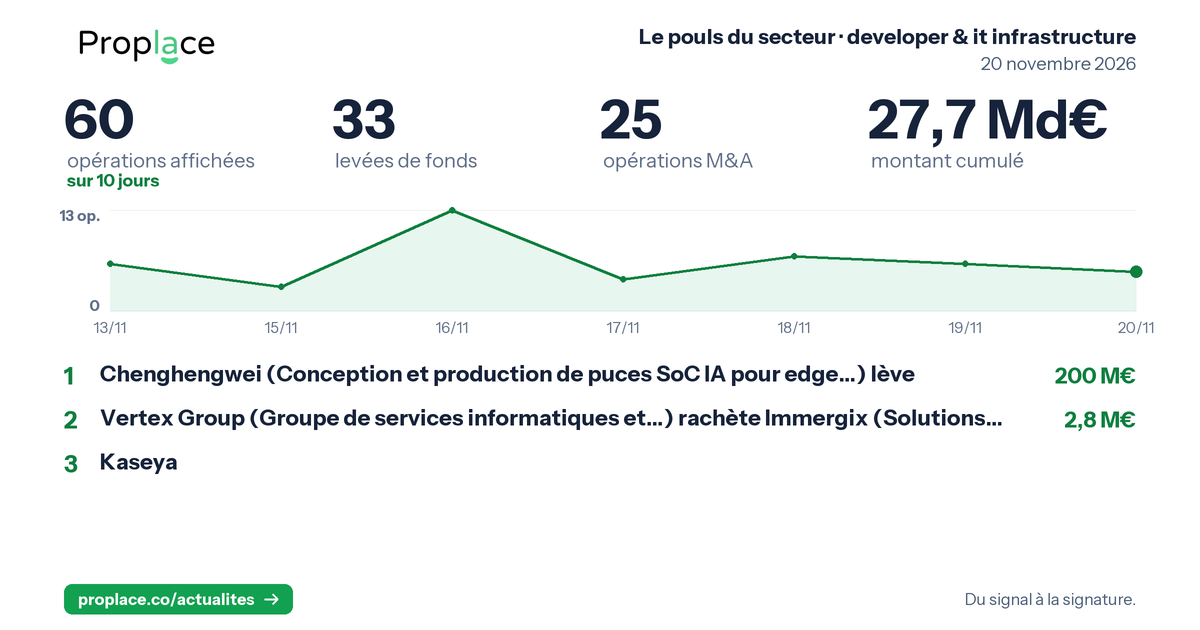 Proplace
Le pouls du secteur · developer & it infrastructure
20 novembre 2026
60
opérations affichées
sur 10 jours
33
levées de fonds
25
opérations M&A
27,7 Md€
montant cumulé
13 op.
0
13/11 15/11 16/11 17/11 18/11 19/11 20/11
1 Chenghengwei (Conception et production de puces SoC IA pour edge…) lève 200 M€
2 Vertex Group (Groupe de services informatiques et…) rachète Immergix (Solutions… 2,8 M€
3 Kaseya
proplace.co/actualites →
Du signal à la signature.